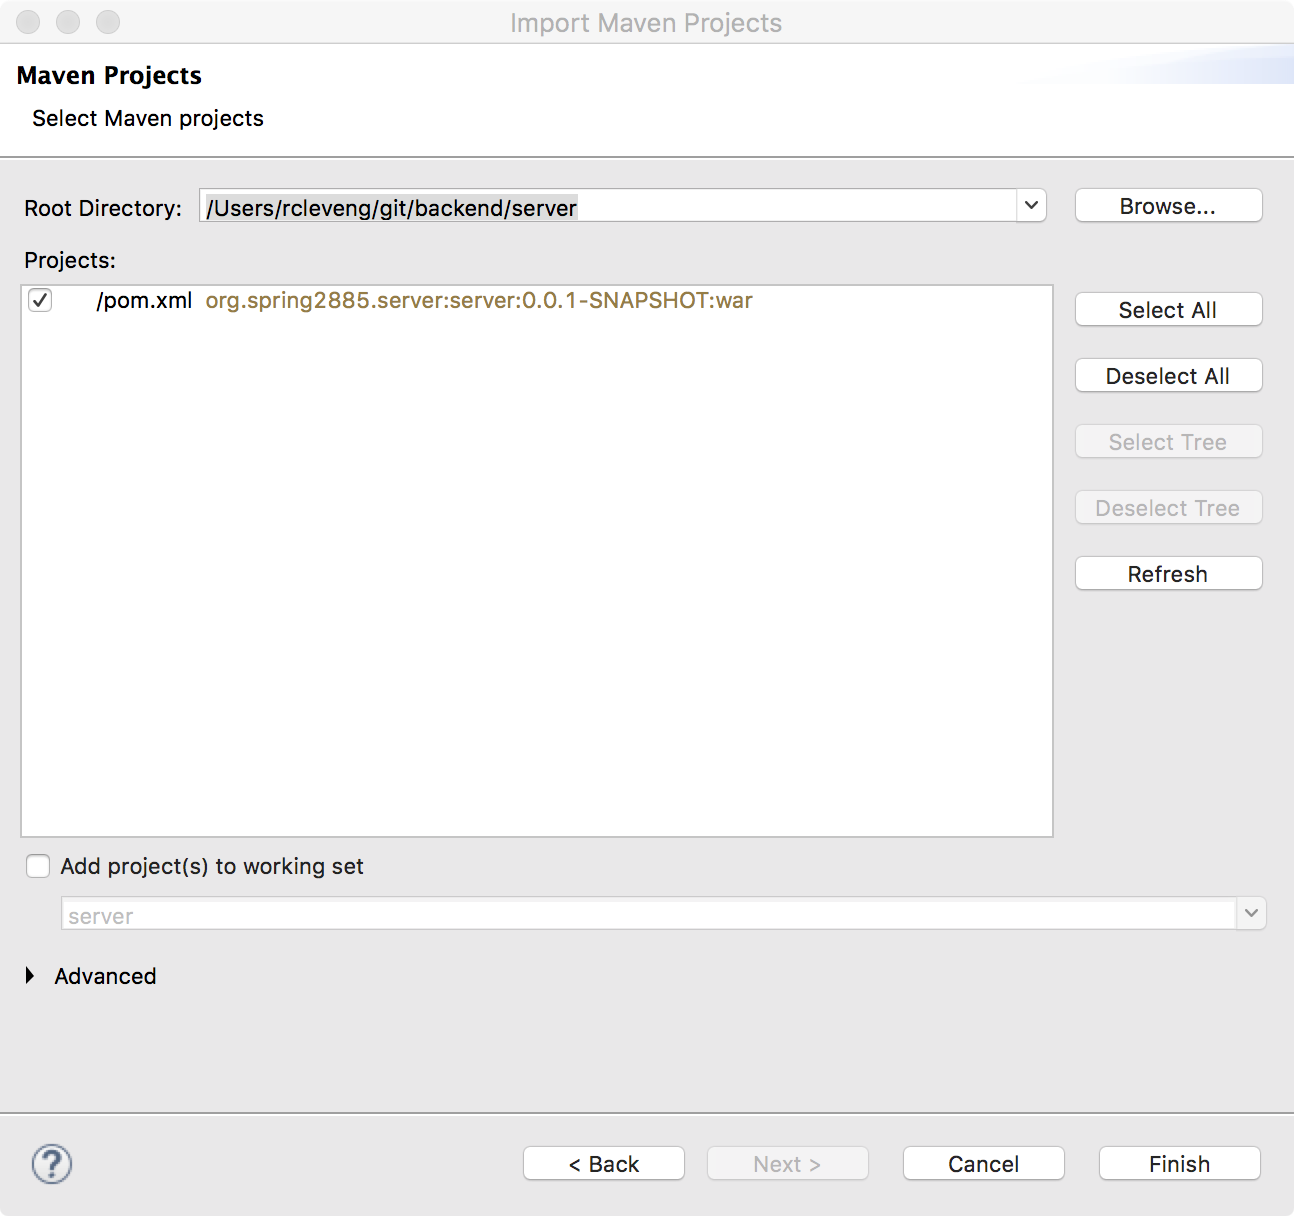 Import Maven Projects
Maven Projects
Select Maven projects
Root Directory: /Users/rcleveng/git/backend/server Browse...
Projects:
/pom.xml org.spring2885.server:server:0.0.1-SNAPSHOT:war
Select All
Deselect All
Select Tree
Deselect Tree
Refresh
Add project(s) to working set
server
Advanced
? < Back Next > Cancel Finish